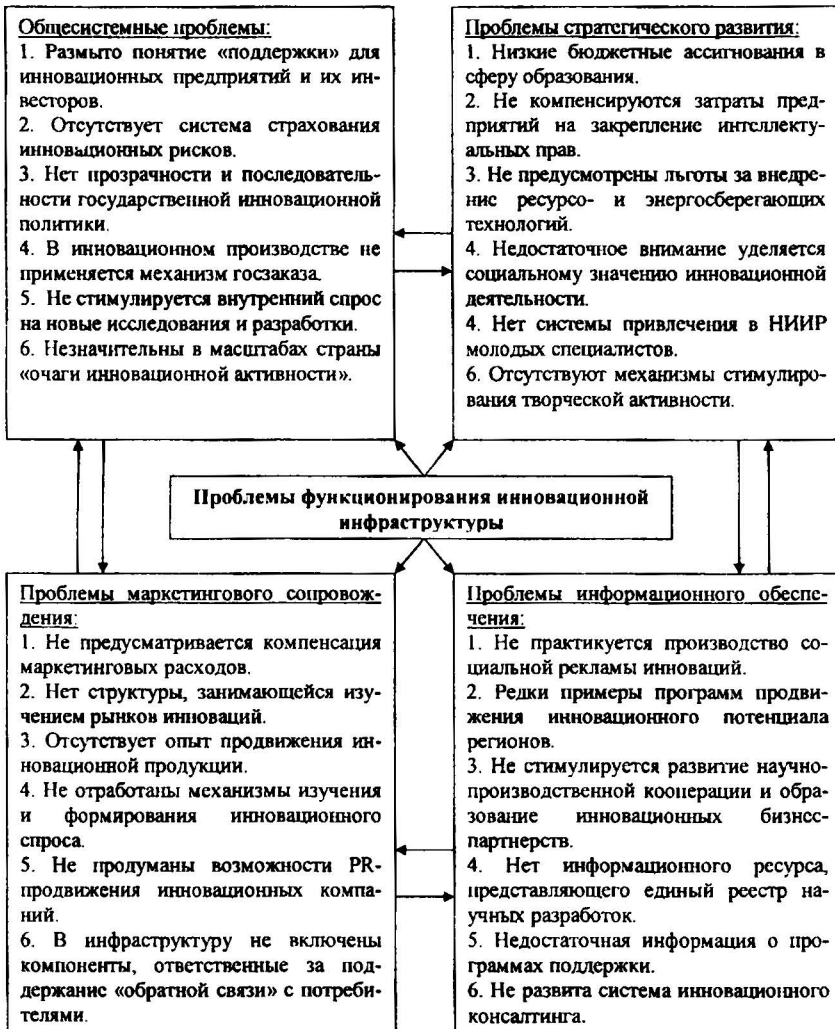 Общесистемные проблемы:
1. Размыто понятие «поддержки» для
инновационных предприятий и их ин-
весторов.
2. Отсутствует система страхования
инновационных рисков.
3. Нет прозрачности и последователь-
ности государственной инновационной
политики.
4. В инновационном производстве не
применяется механизм госзаказа.
5. Не стимулируется внутренний спрос
на новые исследования и разработки.
6. Незначительны в масштабах страны
«очаги инновационной активности».
Проблемы стратегического развития:
1. Низкие бюджетные ассигнования в
сферу образования.
2. Не компенсируются затраты пред-
приятий на закрепление интеллекту-
альных прав.
3. Не предусмотрены льготы за внедре-
ние ресурсо- и энергосберегающих
технологий.
4. Недостаточное внимание уделяется
социальному значению инновационной
деятельности.
4. Нет системы привлечения в НИИР
молодых специалистов.
6. Отсутствуют механизмы стимулиро-
вания творческой активности.
Проблемы функционирования инновационной
инфраструктуры
Проблемы маркетингового сопровож-
дения:
1. Не предусматривается компенсация
маркетинговых расходов.
2. Нет структуры, занимающейся изу-
чением рынков инноваций.
3. Отсутствует опыт продвижения ин-
новационной продукции.
4. Не отработаны механизмы изучения
и формирования инновационного
спроса.
5. Не продуманы возможности PR-
продвижения инновационных компа-
ний.
6. В инфраструктуру не включены
компоненты, ответственные за под-
держание «обратной связи» с потреби-
телями.
Проблемы информационного обеспе-
чения:
1. Не практикуется производство со-
циальной рекламы инноваций.
2. Редки примеры программ продви-
жения инновационного потенциала
регионов.
3. Не стимулируется развитие научно-
производственной кооперации и обра-
зование инновационных бизнес-
партнерств.
4. Нет информационного ресурса,
представляющего единый реестр на-
учных разработок.
5. Недостаточная информация о про-
граммах поддержки.
6. Не развита система инновационного
консалтинга.